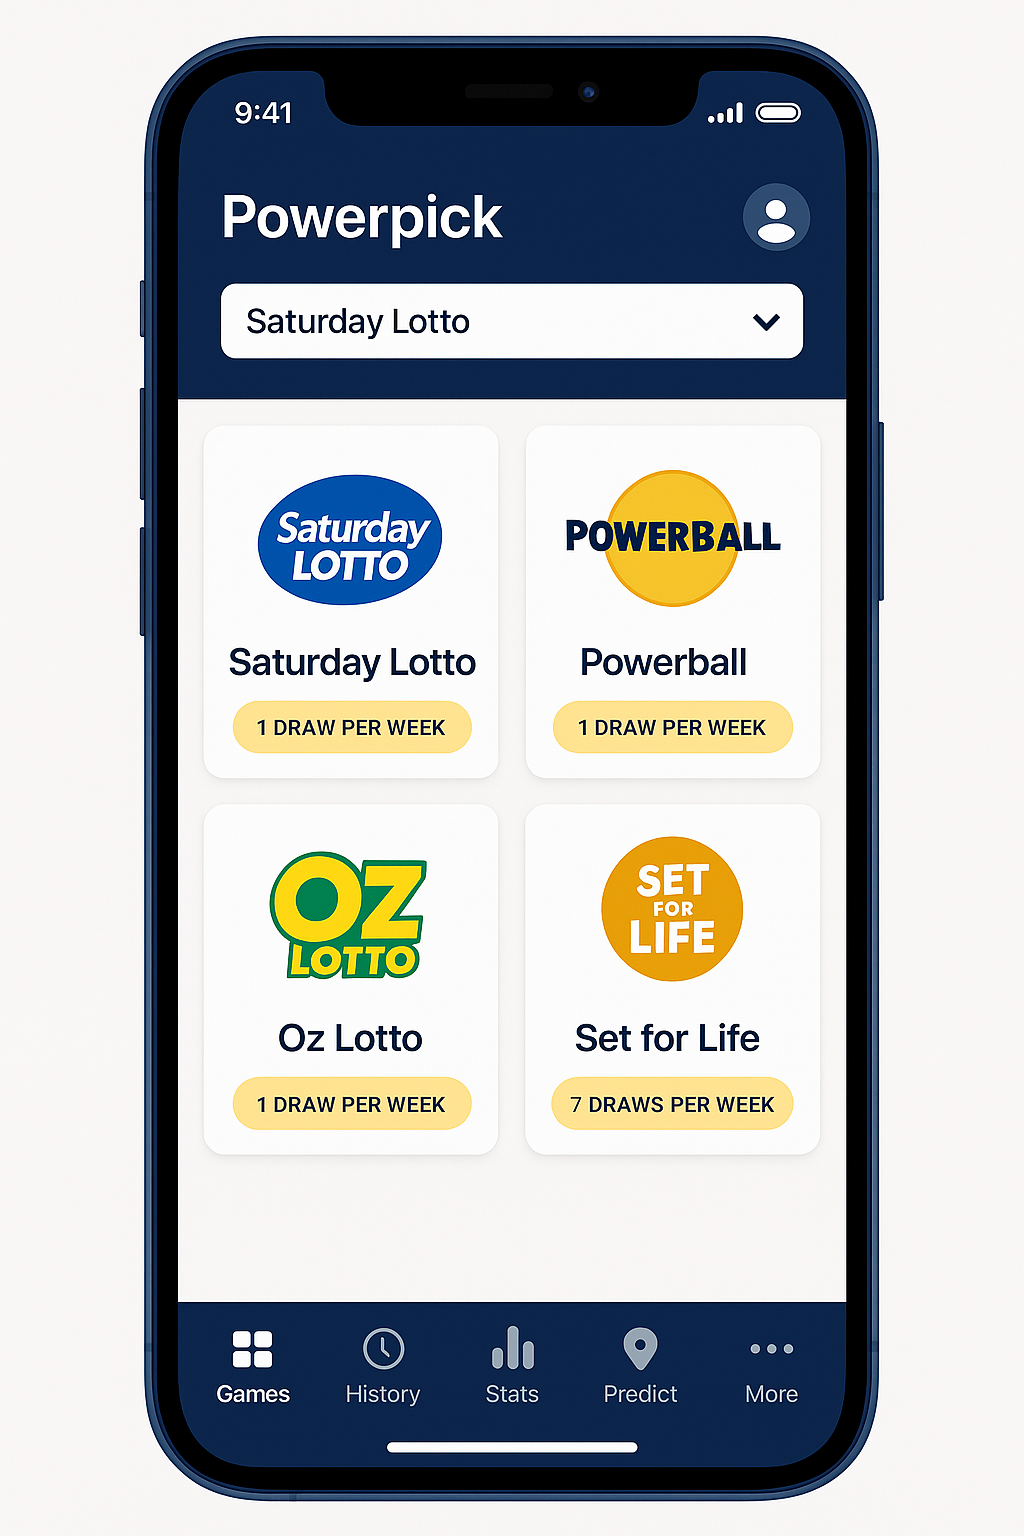 9:41
Powerpick
Saturday Lotto
Saturday
LOTTO
Saturday Lotto
1 DRAW PER WEEK
POWERBALL
Powerball
1 DRAW PER WEEK
OZ
LOTTO
Oz Lotto
1 DRAW PER WEEK
SET
FOR
LIFE
Set for Life
7 DRAWS PER WEEK
Games
History
Stats
Predict
More